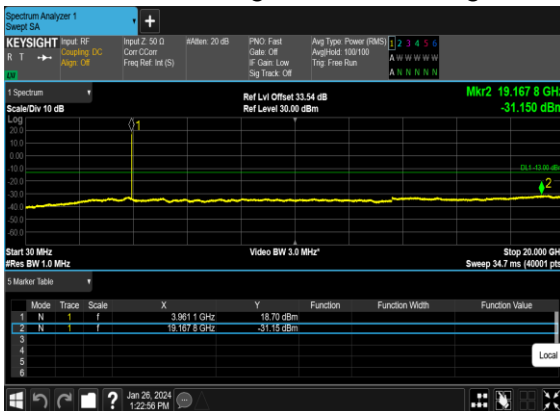 Spectrum Analyzer 1
Swept SA
+
KEYSIGHT Input: RF Input Z: 50 Ω #Atten: 20 dB PNO: Fast Avg Type: Power (RMS) 1 2 3 4 5 6
R T Coupling: DC Corr CCorr Gate: Off Avg|Hold: 100/100 A W W W W W
Align: Off Freq Ref: Int (S) IF Gain: Low Trig: Free Run
Sig Track: Off A N N N N N
LV
1 Spectrum Ref Lvl Offset 33.54 dB Mkr2 19.167 8 GHz
Scale/Div 10 dB Ref Level 30.00 dBm -31.150 dBm
Log
20.0
10.0
0.00
-10.0
-20.0
-30.0
-40.0
-50.0
-60.0
1
DL1 -13.00 dBm
2
Start 30 MHz Video BW 3.0 MHz* Stop 20.000 GH
#Res BW 1.0 MHz Sweep 34.7 ms (40001 pts
5 Marker Table
Mode Trace Scale X Y Function Function Width Function Value
1 N 1 f 3.961 1 GHz 18.70 dBm
2 N 1 f 19.167 8 GHz -31.15 dBm
3
4
5
6
Local
? Jan 26, 2024
1:22:56 PM